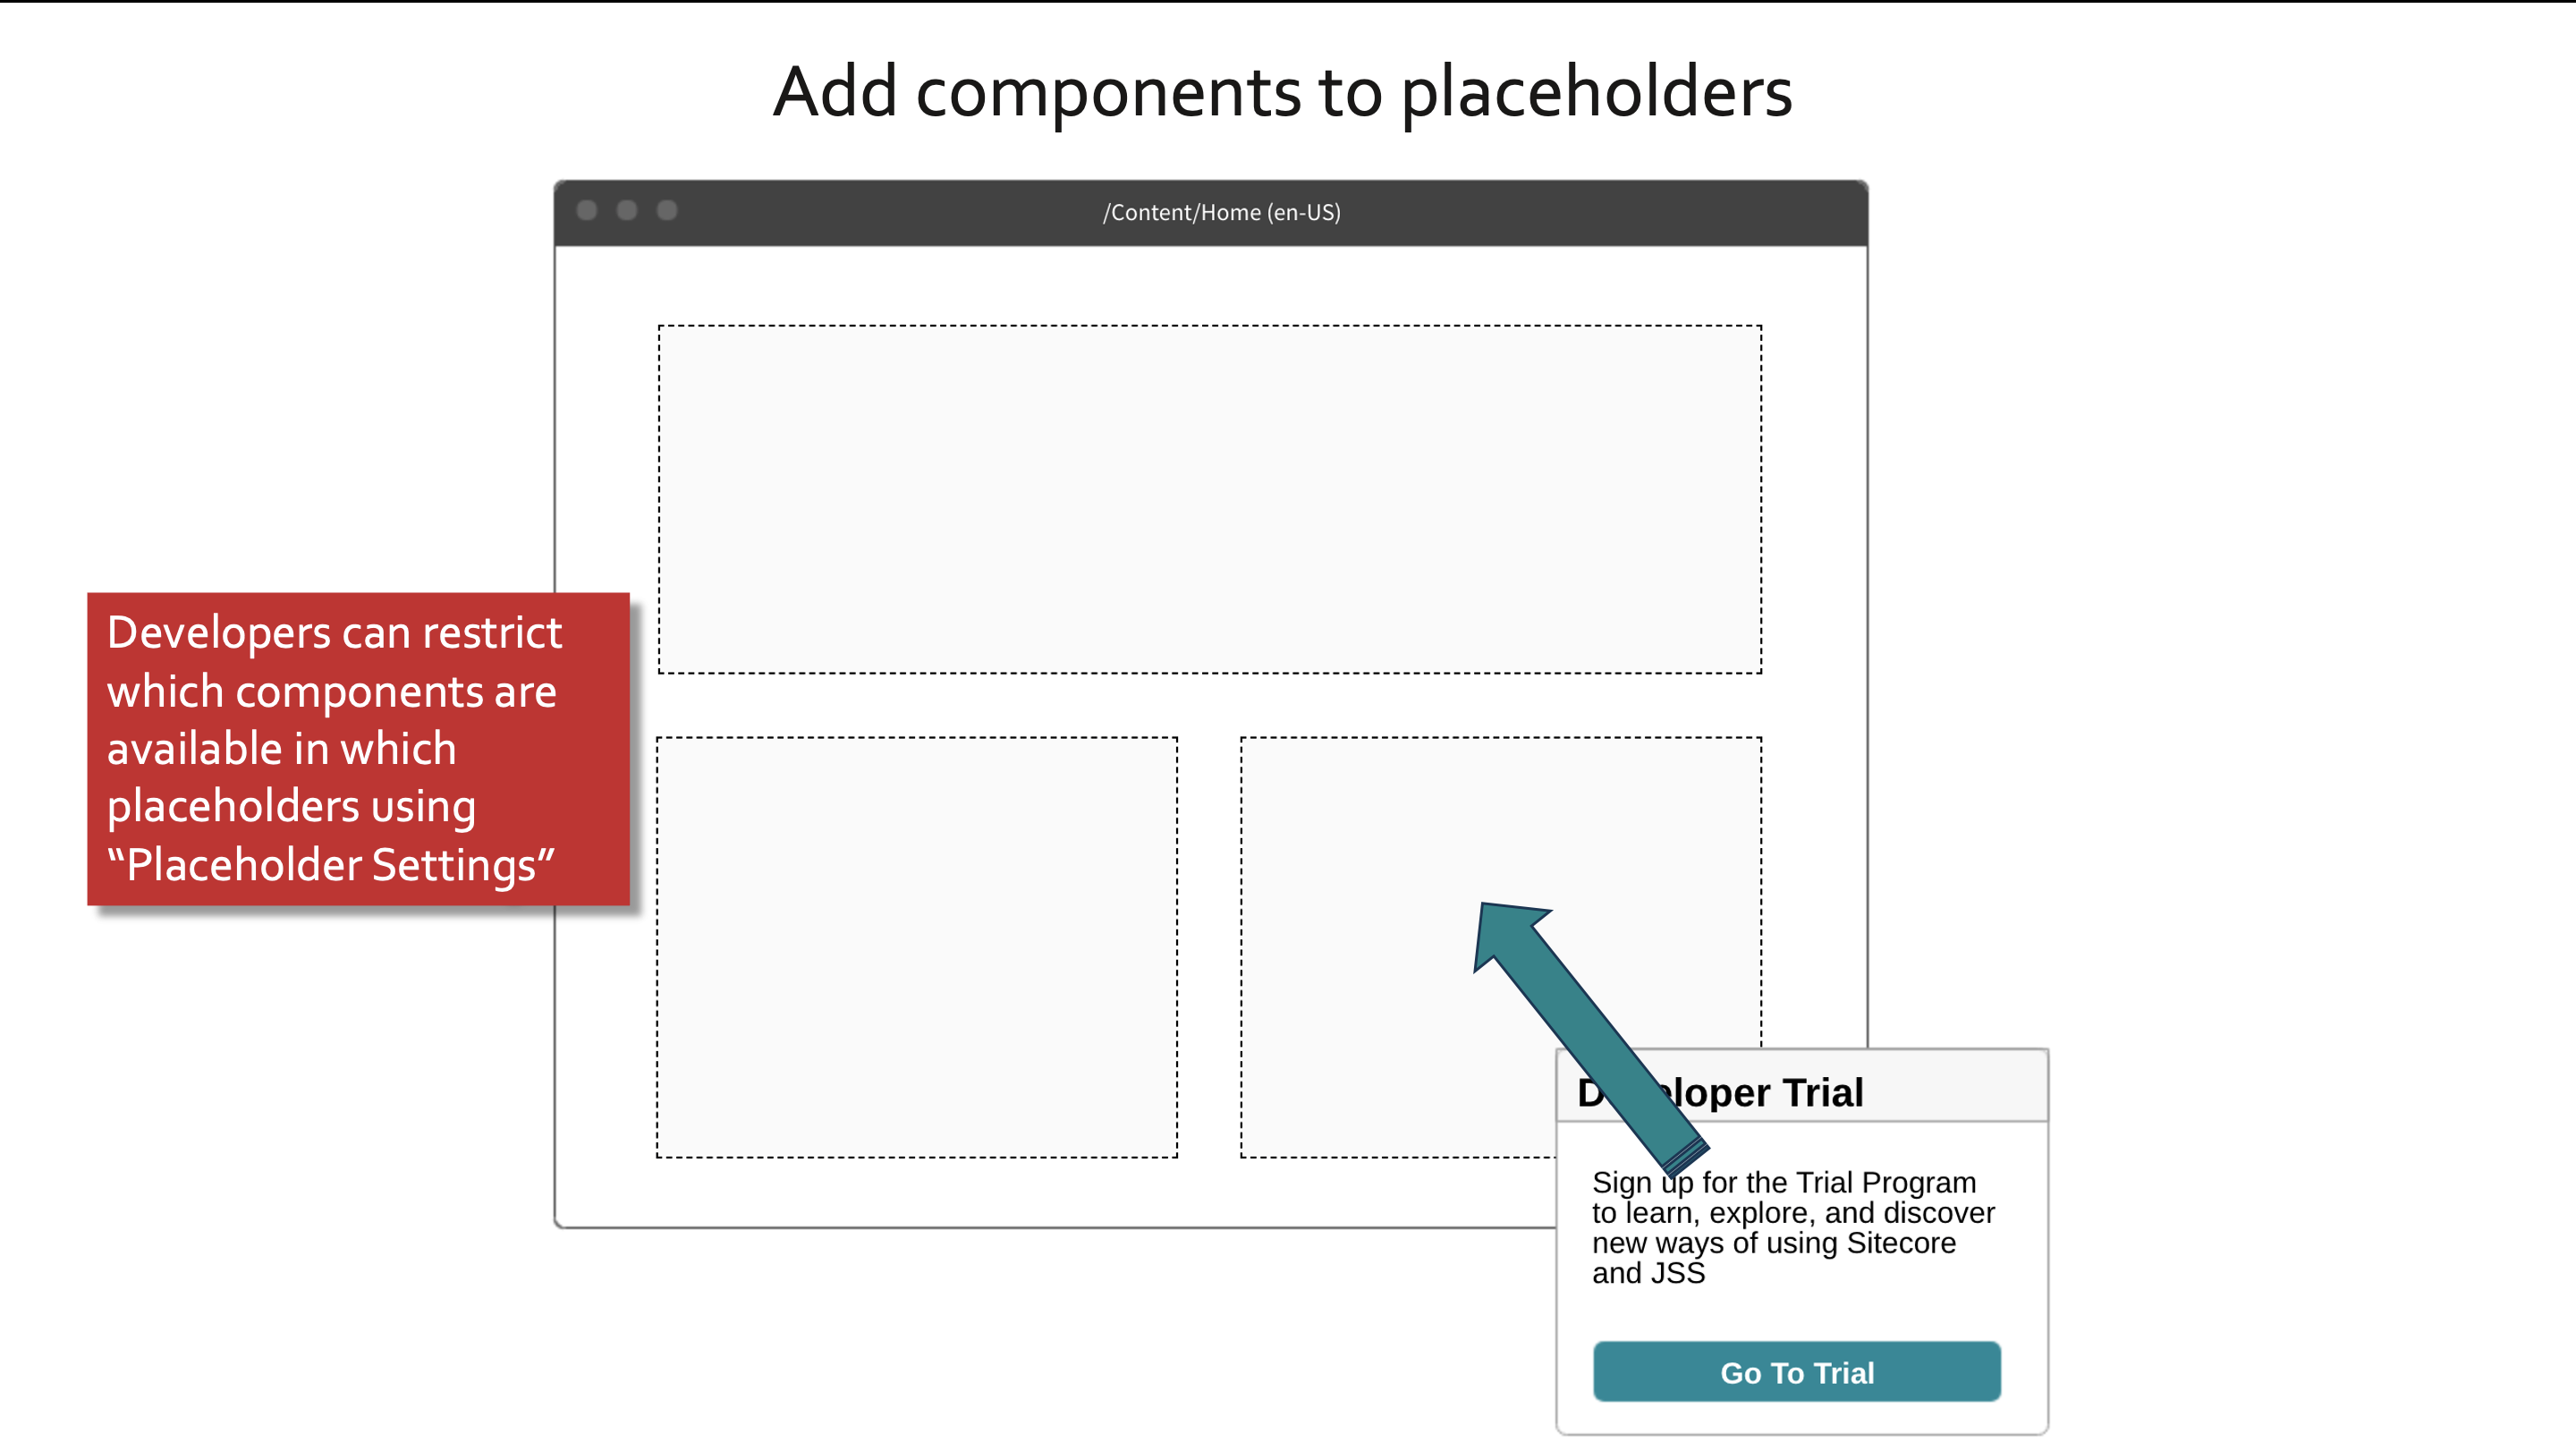 Add components to placeholders
/Content/Home (en-US)
Developers can restrict
which components are
available in which
placeholders using
“Placeholder Settings”
Trial
Sign up for the Trial Program
to learn, explore, and discover
new ways of using Sitecore
and JSS
Go To Trial